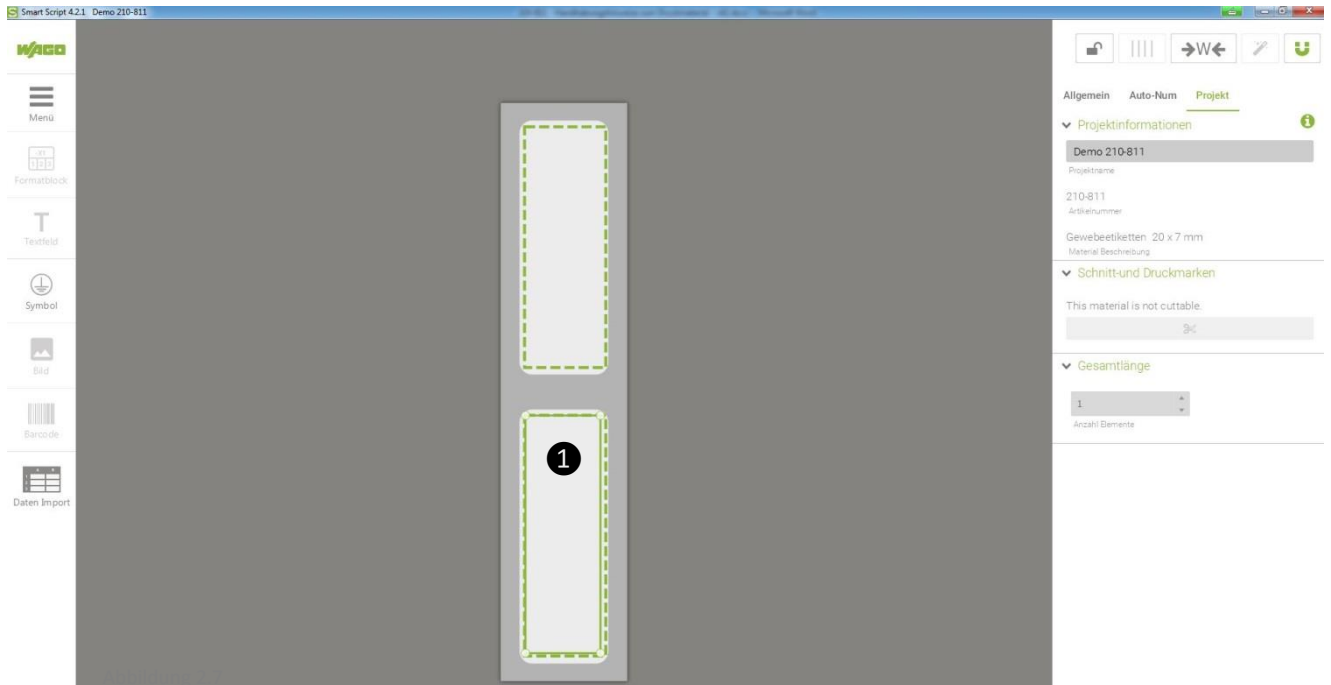 Smart Script 4.2.1 Demo 210-811
WAGO
Menü
Formatblock
T
Textfeld
Symbol
Bild
Barcode
Daten Import
1
W
Allgemein Auto-Num Projekt
Projektinformationen
Demo 210-811
Projektname
210-811
Artikelnummer
Gewebeetiketten 20 x 7 mm
Material Beschreibung
Schnitt-und Druckmarken
This material is not cuttable.
Gesamtlänge
1
Anzahl Elemente